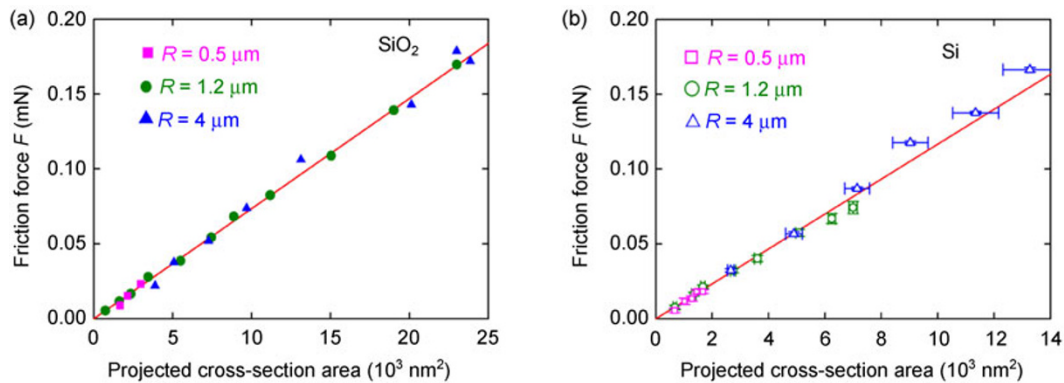 (a)
0.20
0.15
0.10
0.05
0.00
Friction force F (mN)
SiO₂
R = 0.5 μm
R = 1.2 μm
R = 4 μm
0 5 10 15 20 25
Projected cross-section area (10³ nm²)
(b)
0.20
0.15
0.10
0.05
0.00
Friction force F (mN)
Si
R = 0.5 μm
R = 1.2 μm
R = 4 μm
0 2 4 6 8 10 12 14
Projected cross-section area (10³ nm²)